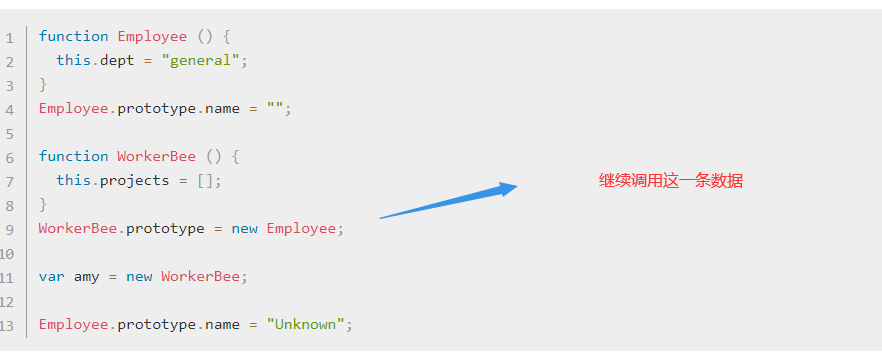 1 function Employee () {
2   this.dept = "general";
3 }
4 Employee.prototype.name = "";
5
6 function WorkerBee () {
7   this.projects = [];
8 }
9 WorkerBee.prototype = new Employee;
10
11 var amy = new WorkerBee;
12
13 Employee.prototype.name = "Unknown";
继续调用这一条数据